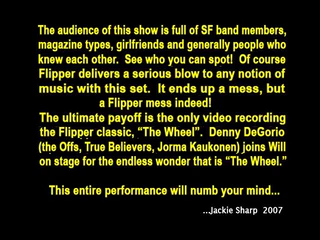 The audience of this show is full of SF band members,
magazine types, girlfriends and generally people who
knew each other.  See who you can spot!  Of course
Flipper delivers a serious blow to any notion of
music with this set.  It ends up a mess, but
a Flipper mess indeed!
The ultimate payoff is the only video recording
the Flipper classic, “The Wheel”.  Denny DeGorio
(the Offs, True Believers, Jorma Kaukonen) joins Will
on stage for the endless wonder that is “The Wheel.”
This entire performance will numb your mind...
...Jackie Sharp  2007